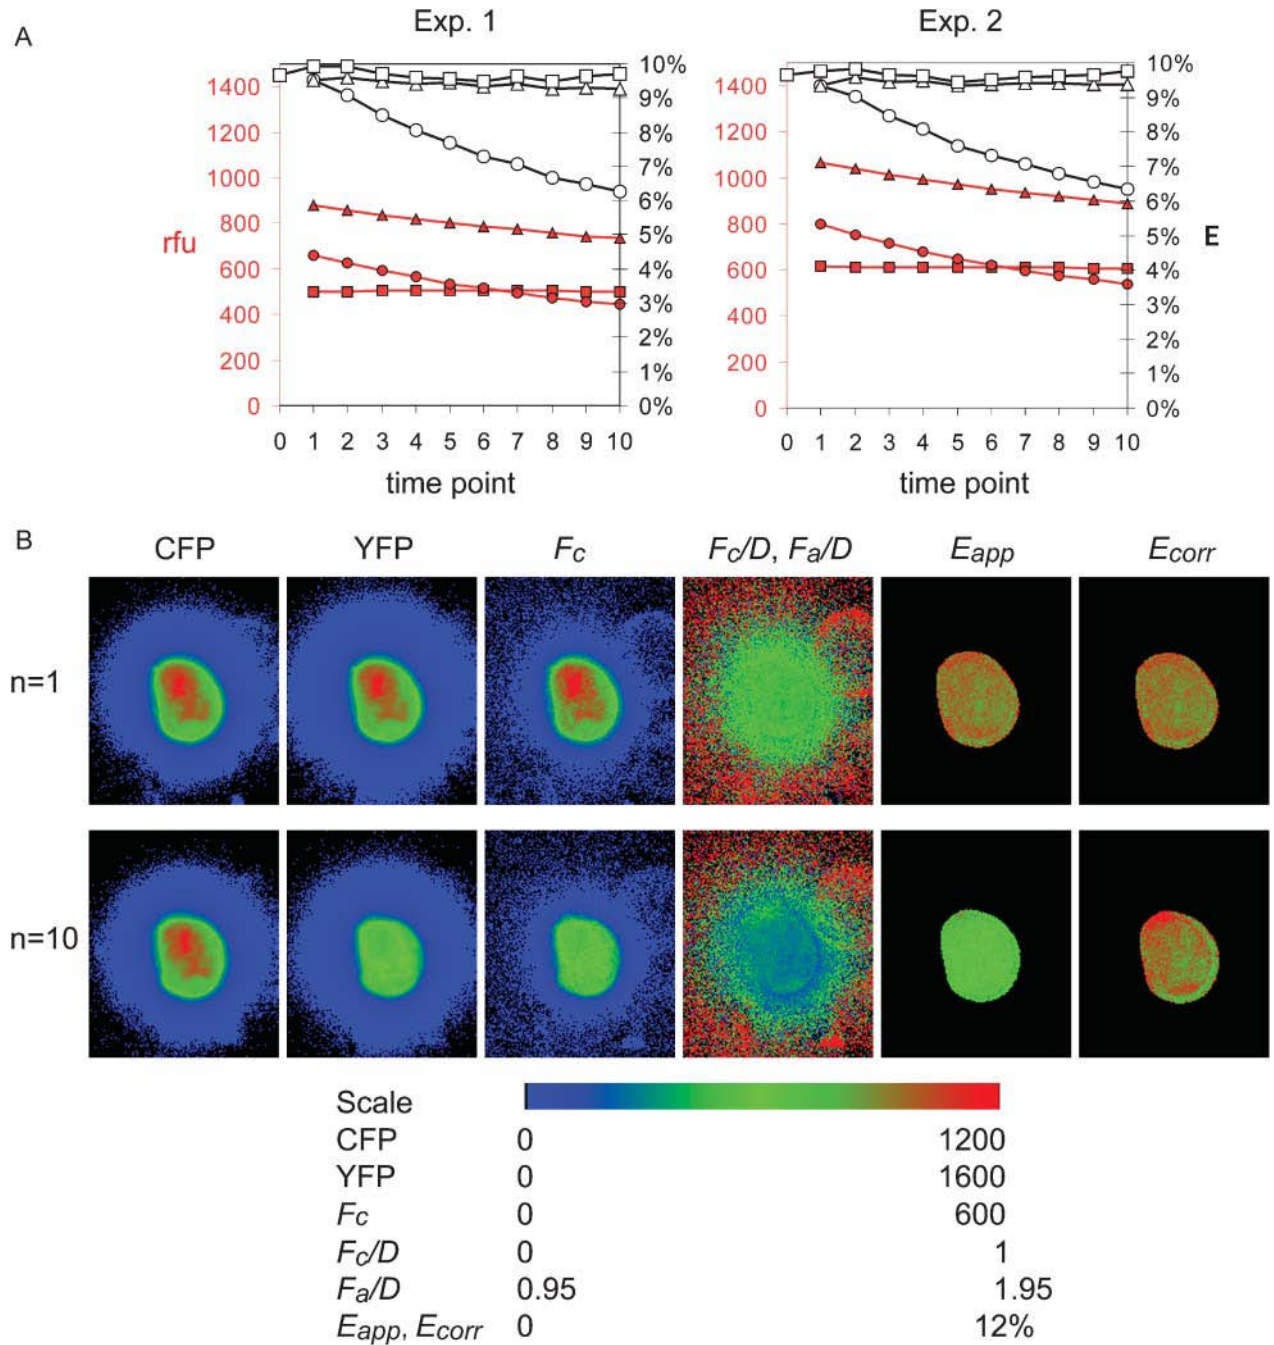 A
Exp. 1
Exp. 2
rfu
1400
1200
1000
800
600
400
200
0
10%
9%
8%
7%
6%
5%
4%
3%
2%
1%
0%
0 1 2 3 4 5 6 7 8 9 10
time point
1400
1200
1000
800
600
400
200
0
10%
9%
8%
7%
6%
5%
4%
3%
2%
1%
0%
E
0 1 2 3 4 5 6 7 8 9 10
time point
B
CFP YFP Fc Fc/D, Fa/D Eapp Ecorr
n=1
n=10
Scale
CFP 0 1200
YFP 0 1600
Fc 0 600
Fc/D 0 1
Fa/D 0.95 1.95
Eapp, Ecorr 0 12%